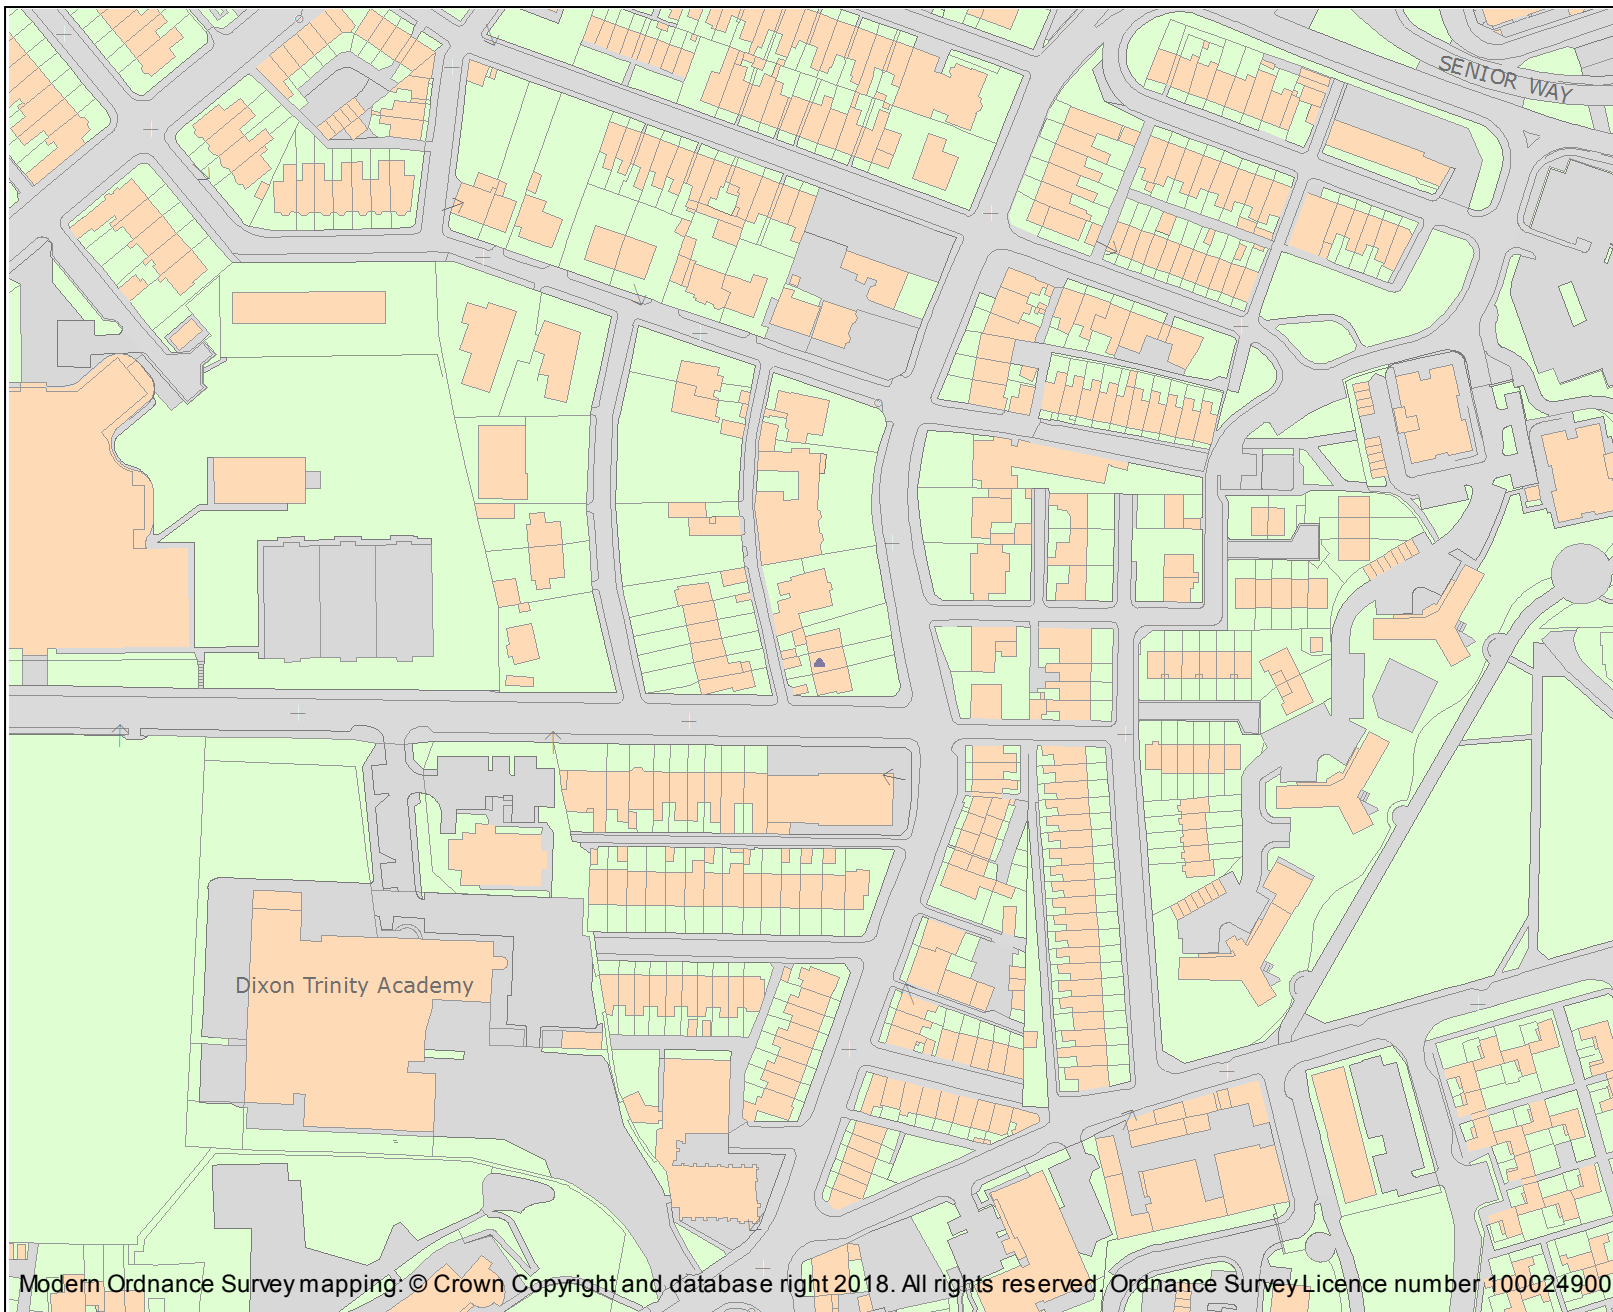 SENIOR WAY
Dixon Trinity Academy
Modern Ordnance Survey mapping: © Crown Copyright and database right 2018. All rights reserved. Ordnance Survey Licence number 100024900